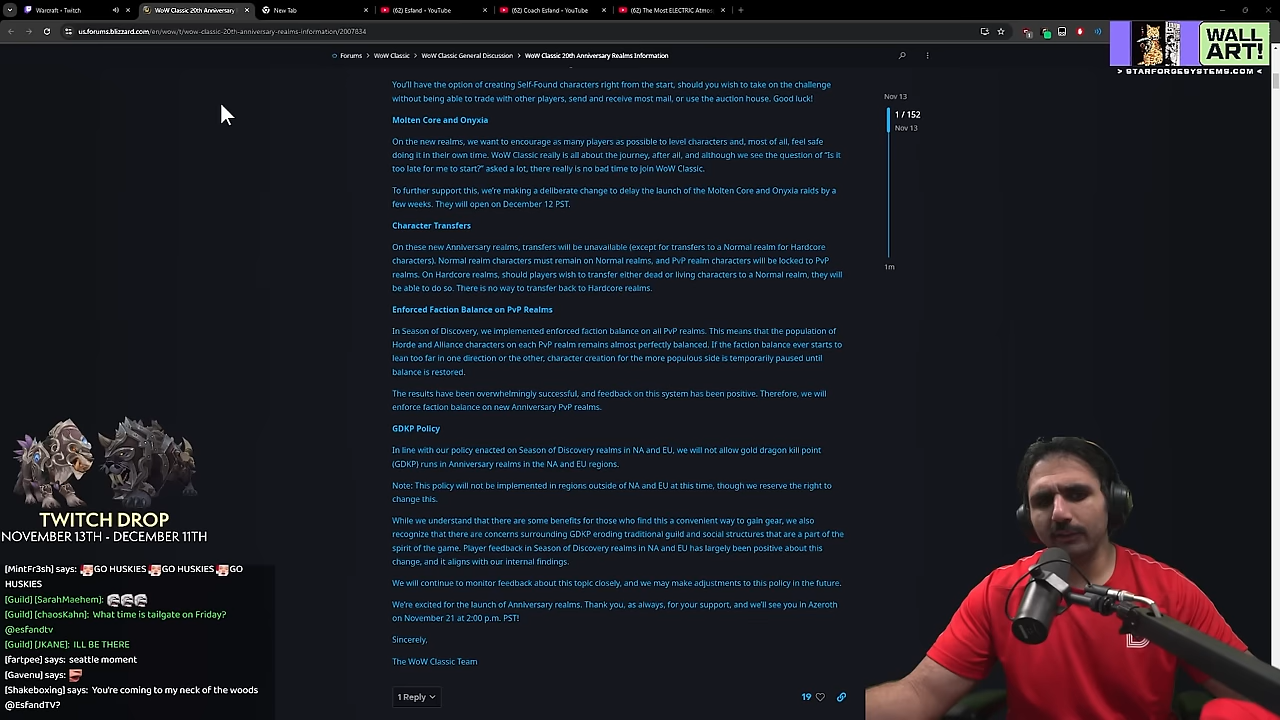 Warcraft - Twitch
WoW Classic 20th Anniversary
New Tab
(62) Esfand - YouTube
(62) Coach Esfand - YouTube
(62) The Most ELECTRIC Atmos
us.forums.blizzard.com/en/wow/t/wow-classic-20th-anniversary-realms-information/2007834
WALL
ART!
> STARFORGESYSTEMS.COM <
Forums > WoW Classic > WoW Classic General Discussion > WoW Classic 20th Anniversary Realms Information
You'll have the option of creating Self-Found characters right from the start, should you wish to take on the challenge
without being able to trade with other players, send and receive most mail, or use the auction house. Good luck!
Nov 13
1 / 152
Nov 13
1m
Molten Core and Onyxia
On the new realms, we want to encourage as many players as possible to level characters and, most of all, feel safe
doing it in their own time. WoW Classic really is all about the journey, after all, and although we see the question of "Is it
too late for me to start?" asked a lot, there really is no bad time to join WoW Classic.
To further support this, we're making a deliberate change to delay the launch of the Molten Core and Onyxia raids by a
few weeks. They will open on December 12 PST.
Character Transfers
On these new Anniversary realms, transfers will be unavailable (except for transfers to a Normal realm for Hardcore
characters). Normal realm characters must remain on Normal realms, and PvP realm characters will be locked to PvP
realms. On Hardcore realms, should players wish to transfer either dead or living characters to a Normal realm, they will
be able to do so. There is no way to transfer back to Hardcore realms.
Enforced Faction Balance on PvP Realms
In Season of Discovery, we implemented enforced faction balance on all PvP realms. This means that the population of
Horde and Alliance characters on each PvP realm remains almost perfectly balanced. If the faction balance ever starts to
lean too far in one direction or the other, character creation for the more populous side is temporarily paused until
balance is restored.
The results have been overwhelmingly successful, and feedback on this system has been positive. Therefore, we will
enforce faction balance on new Anniversary PvP realms.
GDKP Policy
In line with our policy enacted on Season of Discovery realms in NA and EU, we will not allow gold dragon kill point
(GDKP) runs in Anniversary realms in the NA and EU regions.
Note: This policy will not be implemented in regions outside of NA and EU at this time, though we reserve the right to
change this.
While we understand that there are some benefits for those who find this a convenient way to gain gear, we also
recognize that there are concerns surrounding GDKP eroding traditional guild and social structures that are a part of the
spirit of the game. Player feedback in Season of Discovery realms in NA and EU has largely been positive about this
change, and it aligns with our internal findings.
We will continue to monitor feedback about this topic closely, and we may make adjustments to this policy in the future.
We're excited for the launch of Anniversary realms. Thank you, as always, for your support, and we'll see you in Azeroth
on November 21 at 2:00 p.m. PST!
Sincerely,
The WoW Classic Team
1 Reply
19
TWITCH DROP
NOVEMBER 13TH - DECEMBER 11TH
[MintFr3sh] says: GO HUSKIES GO HUSKIES GO
HUSKIES
[Guild] [SarahMaehem]:
[Guild] [chaosKahn]: What time is tailgate on Friday?
@esfandtv
[Guild] [JKANE]: ILL BE THERE
[fartpee] says: seattle moment
[Gavenu] says:
[Shakeboxing] says: You're coming to my neck of the woods
@EsfandTV?